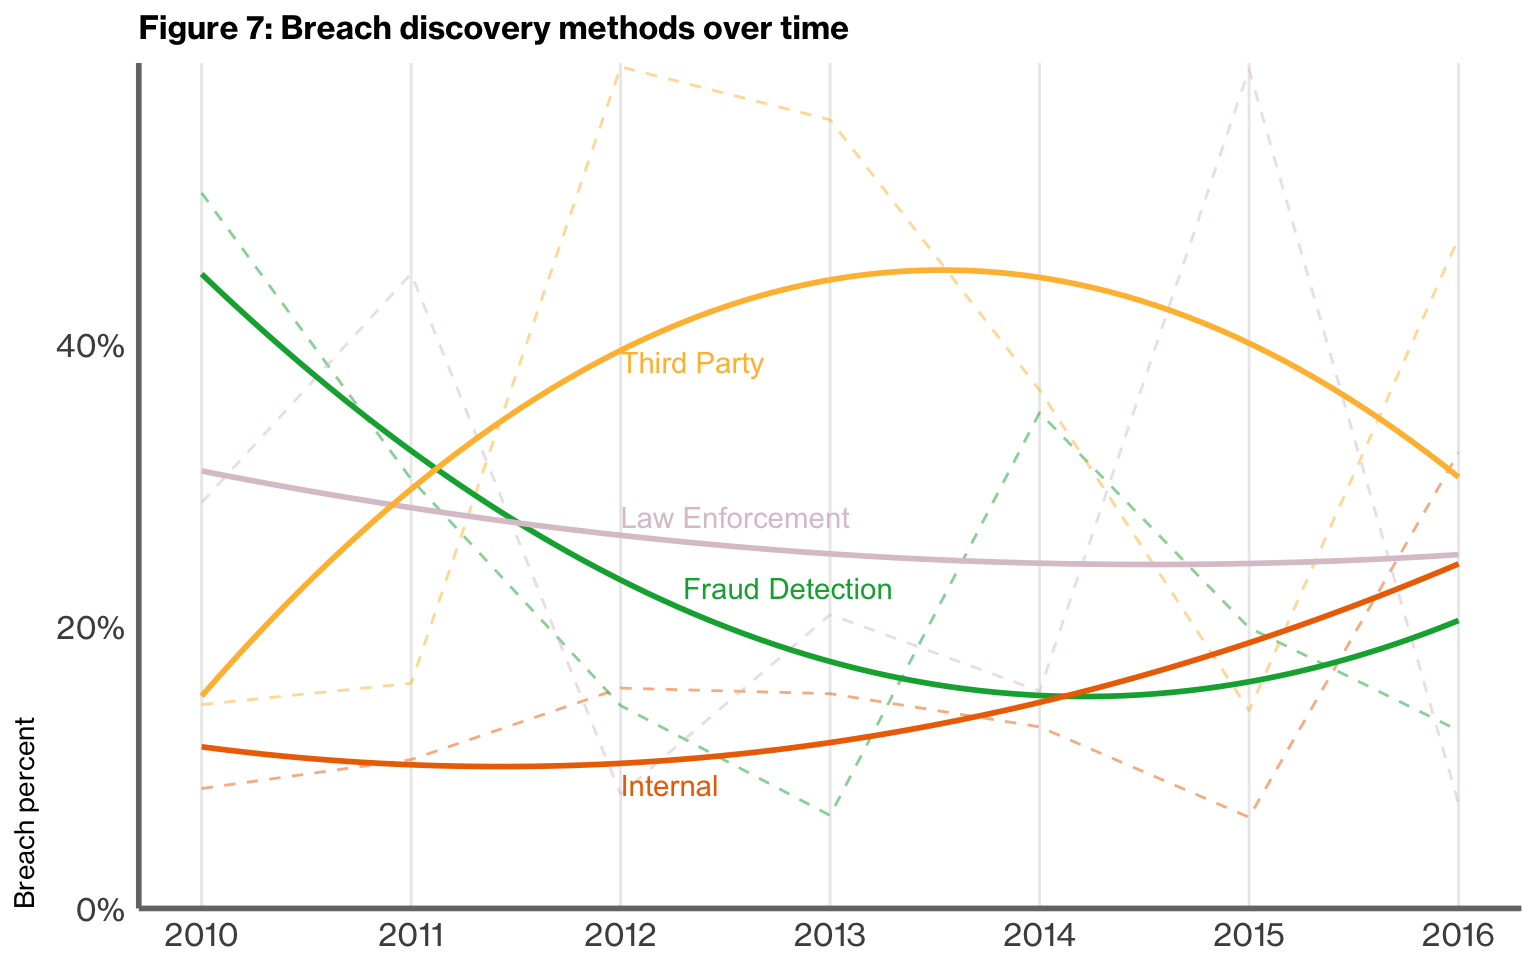 Figure 7: Breach discovery methods over time
40%
Third Party
Law Enforcement
Fraud Detection
20%
Internal
Breach percent
0%
2010 2011 2012 2013 2014 2015 2016